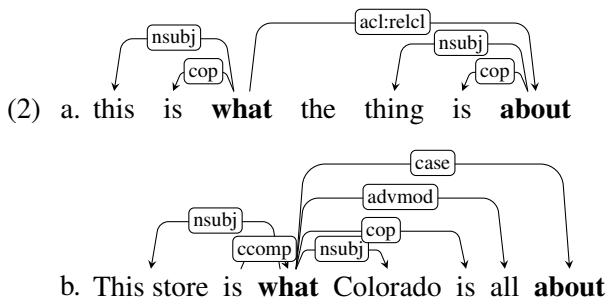 acl:relcl
nsubj nsubj
cop cop
(2) a. this is what the thing is about
case
advmod
nsubj cop
ccomp nsubj
b. This store is what Colorado is all about